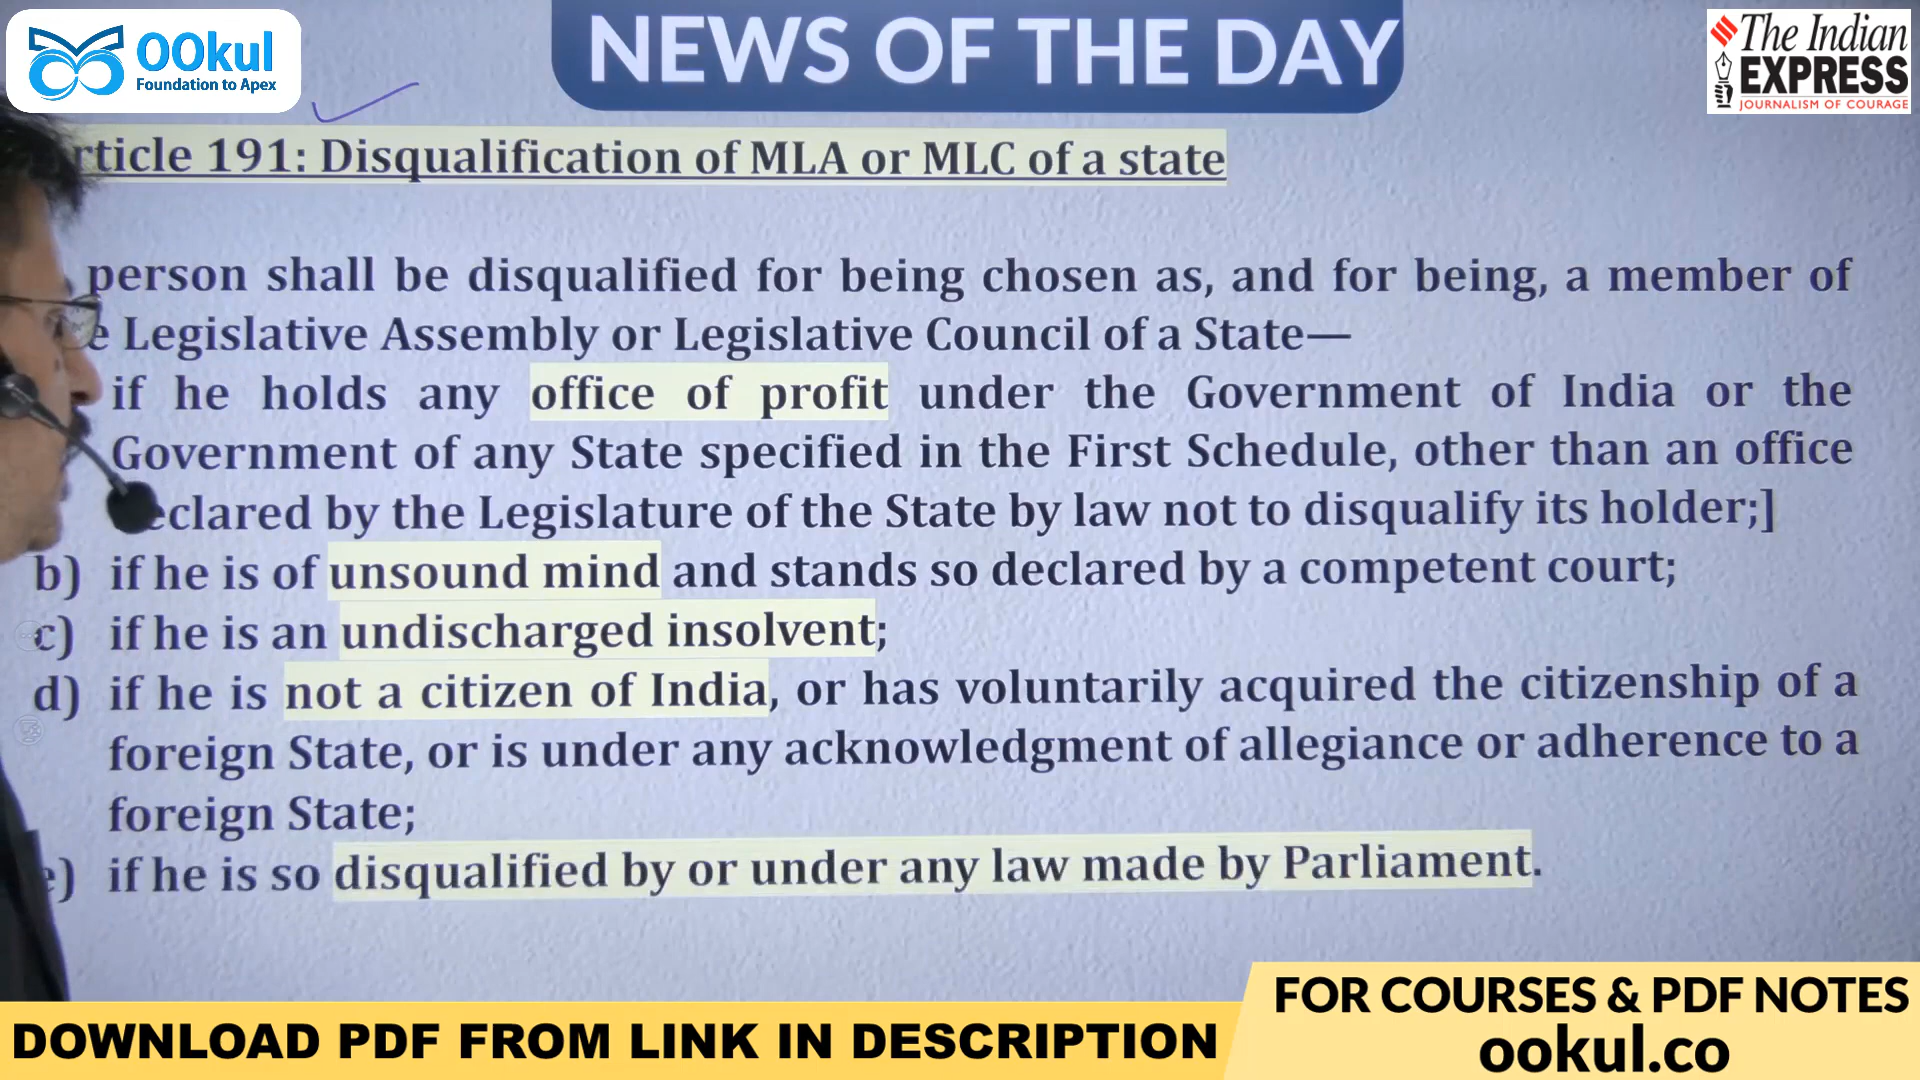 OOkul
Foundation to Apex
NEWS OF THE DAY
The Indian
EXPRESS
JOURNALISM OF COURAGE
rticle 191: Disqualification of MLA or MLC of a state
person shall be disqualified for being chosen as, and for being, a member of
e Legislative Assembly or Legislative Council of a State—
if he holds any office of profit under the Government of India or the
Government of any State specified in the First Schedule, other than an office
eclared by the Legislature of the State by law not to disqualify its holder;]
b) if he is of unsound mind and stands so declared by a competent court;
c) if he is an undischarged insolvent;
d) if he is not a citizen of India, or has voluntarily acquired the citizenship of a
foreign State, or is under any acknowledgment of allegiance or adherence to a
foreign State;
e) if he is so disqualified by or under any law made by Parliament.
DOWNLOAD PDF FROM LINK IN DESCRIPTION
FOR COURSES & PDF NOTES
ookul.co